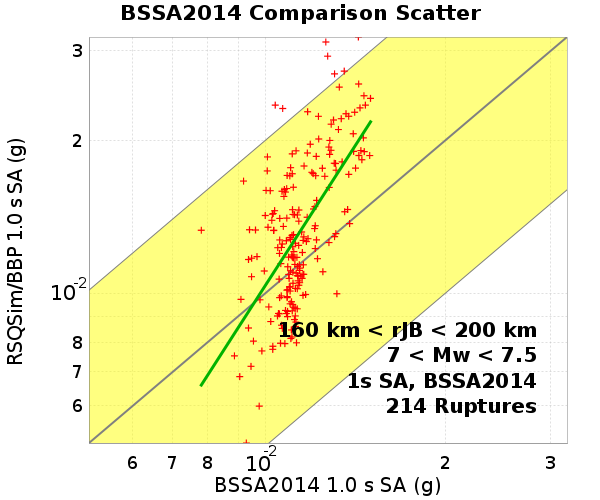 BSSA2014 Comparison Scatter
RSQSim/BBP 1.0 s SA (g)
3
2
10-2
8
7
6
160 km < rJB < 200 km
7 < Mw < 7.5
1s SA, BSSA2014
214 Ruptures
6 7 8 10-2 2 3
BSSA2014 1.0 s SA (g)